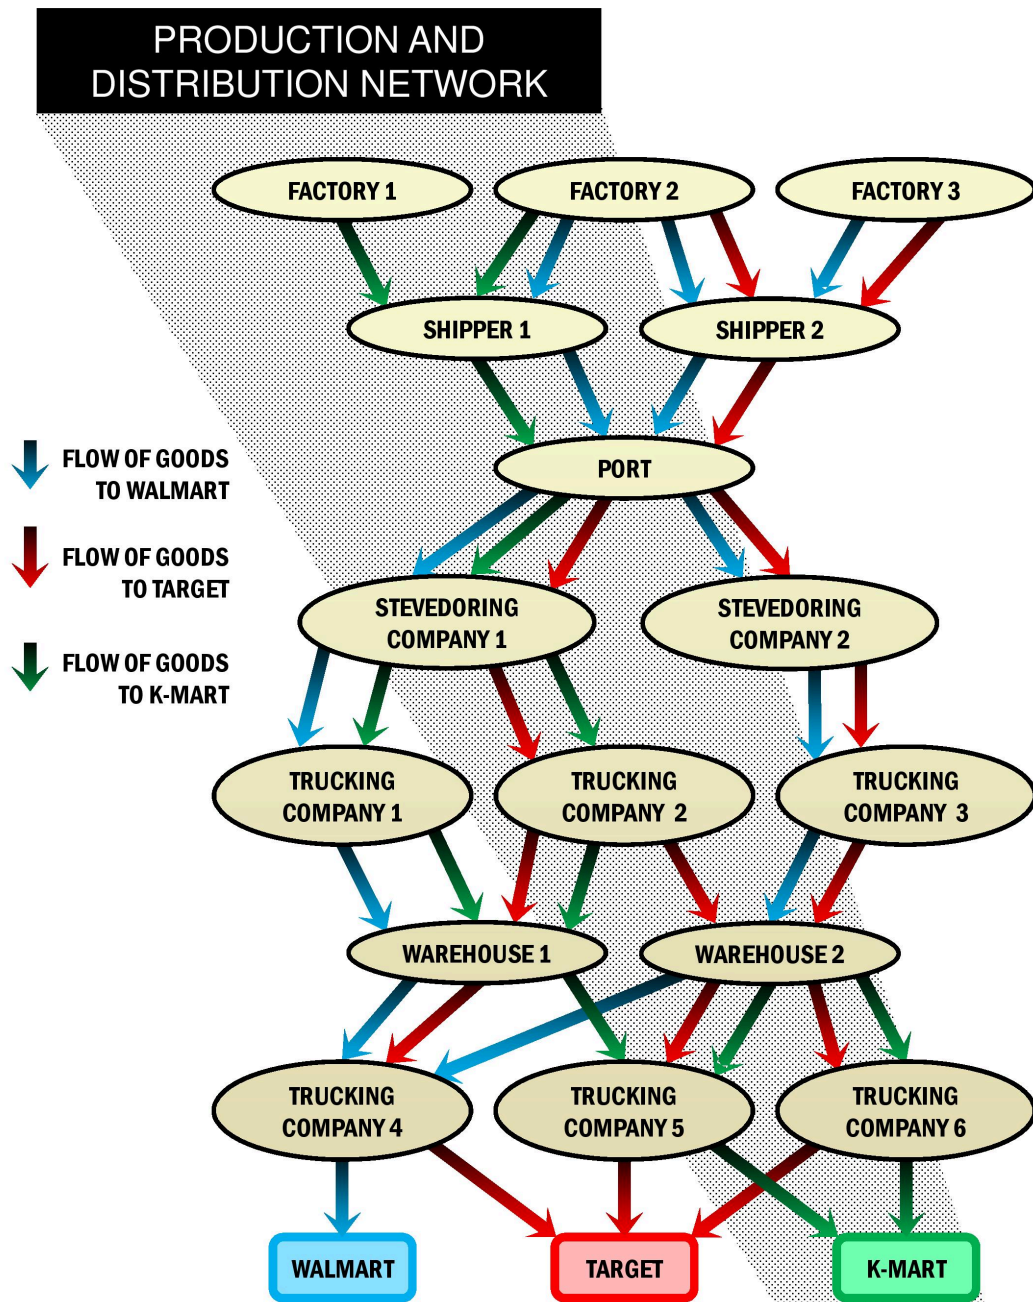 PRODUCTION AND
DISTRIBUTION NETWORK
FACTORY 1
FACTORY 2
FACTORY 3
SHIPPER 1
SHIPPER 2
PORT
FLOW OF GOODS
TO WALMART
FLOW OF GOODS
TO TARGET
FLOW OF GOODS
TO K-MART
STEVEDORING
COMPANY 1
STEVEDORING
COMPANY 2
TRUCKING
COMPANY 1
TRUCKING
COMPANY 2
TRUCKING
COMPANY 3
WAREHOUSE 1
WAREHOUSE 2
TRUCKING
COMPANY 4
TRUCKING
COMPANY 5
TRUCKING
COMPANY 6
WALMART
TARGET
K-MART